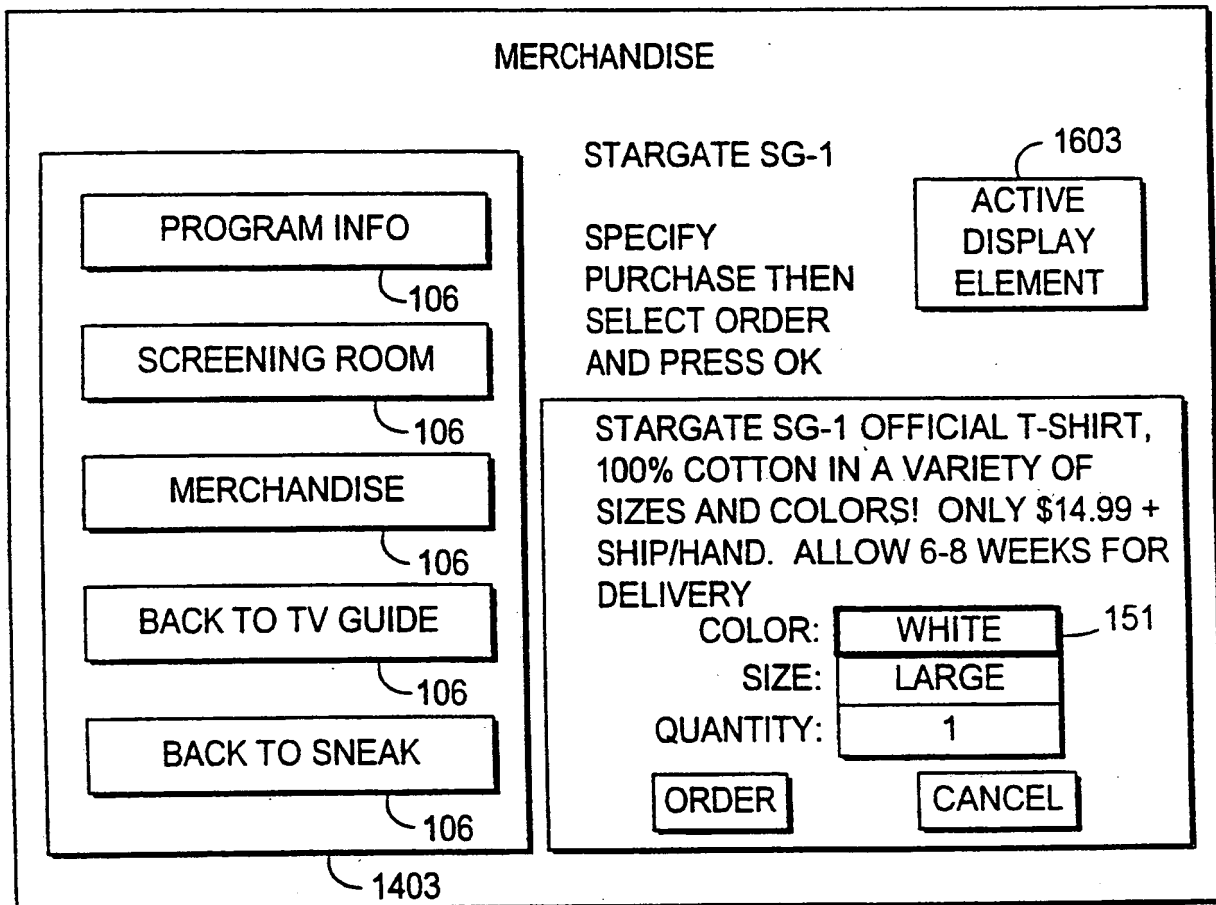 MERCHANDISE
PROGRAM INFO
106
SCREENING ROOM
106
MERCHANDISE
106
BACK TO TV GUIDE
106
BACK TO SNEAK
106
1403
STARGATE SG-1
SPECIFY
PURCHASE THEN
SELECT ORDER
AND PRESS OK
1603
ACTIVE
DISPLAY
ELEMENT
STARGATE SG-1 OFFICIAL T-SHIRT,
100% COTTON IN A VARIETY OF
SIZES AND COLORS! ONLY $14.99 +
SHIP/HAND. ALLOW 6-8 WEEKS FOR
DELIVERY
COLOR: WHITE 151
SIZE: LARGE
QUANTITY: 1
ORDER CANCEL